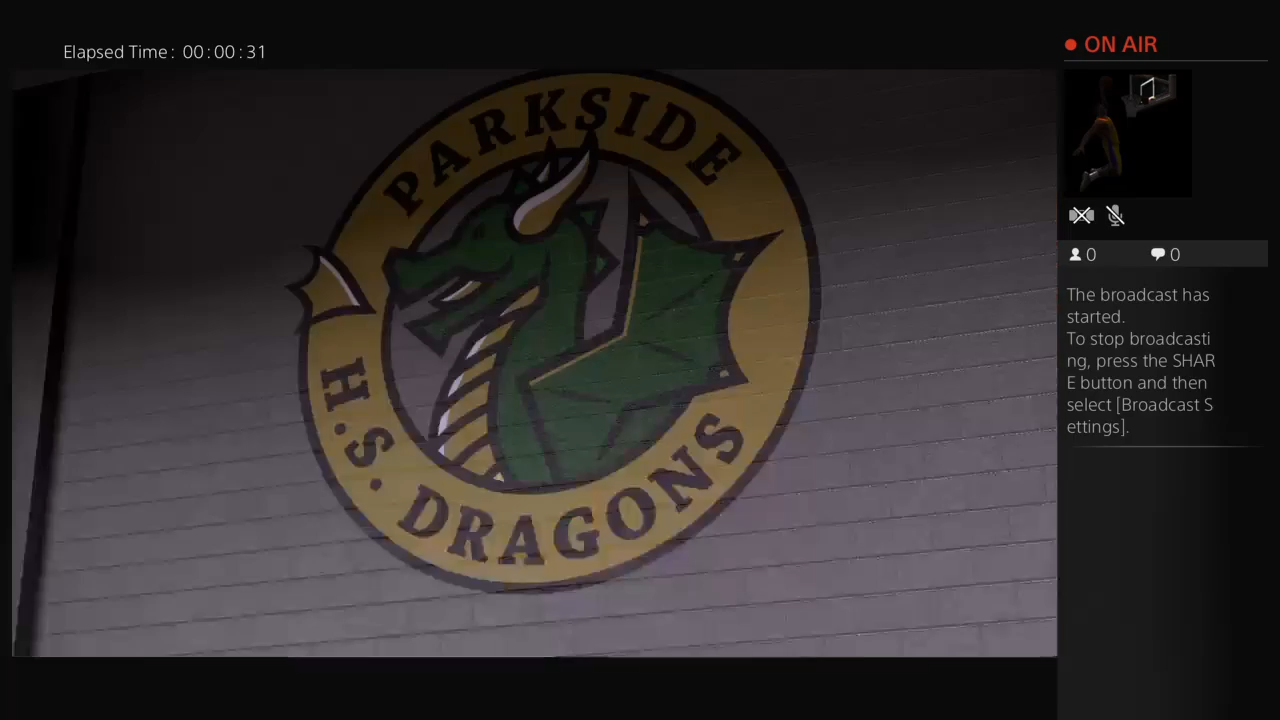 Elapsed Time: 00:00:31
ON AIR
PARKSIDE
H.S. DRAGONS
0 0
The broadcast has
started.
To stop broadcasti
ng, press the SHAR
E button and then
select [Broadcast S
ettings].